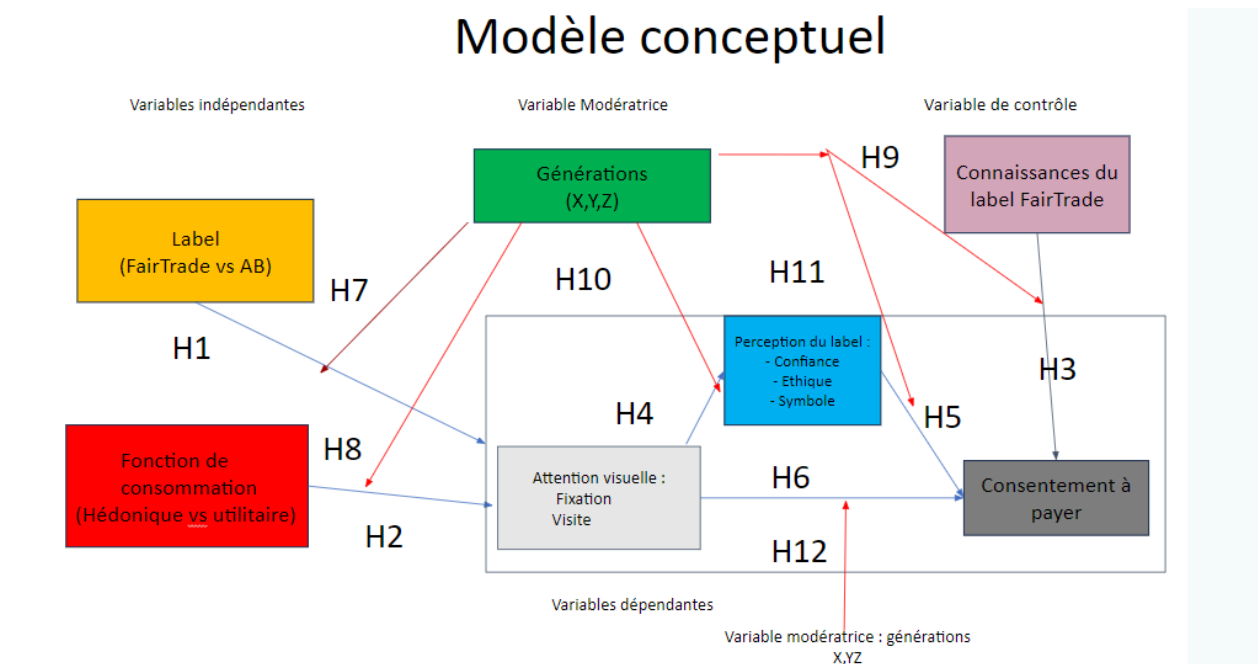 Modèle conceptuel
Variables indépendantes
Variable Modératrice
Variable de contrôle
Générations
(X,Y,Z)
H9
Connaissances du
label FairTrade
Label
(FairTrade vs AB)
H7
H10
H11
H1
Perception du label :
- Confiance
- Ethique
- Symbole
H3
H4
H5
H8
Fonction de
consommation
(Hédonique vs utilitaire)
H2
Attention visuelle :
Fixation
Visite
H6
Consentement à
payer
H12
Variables dépendantes
Variable modératrice : générations
X,YZ